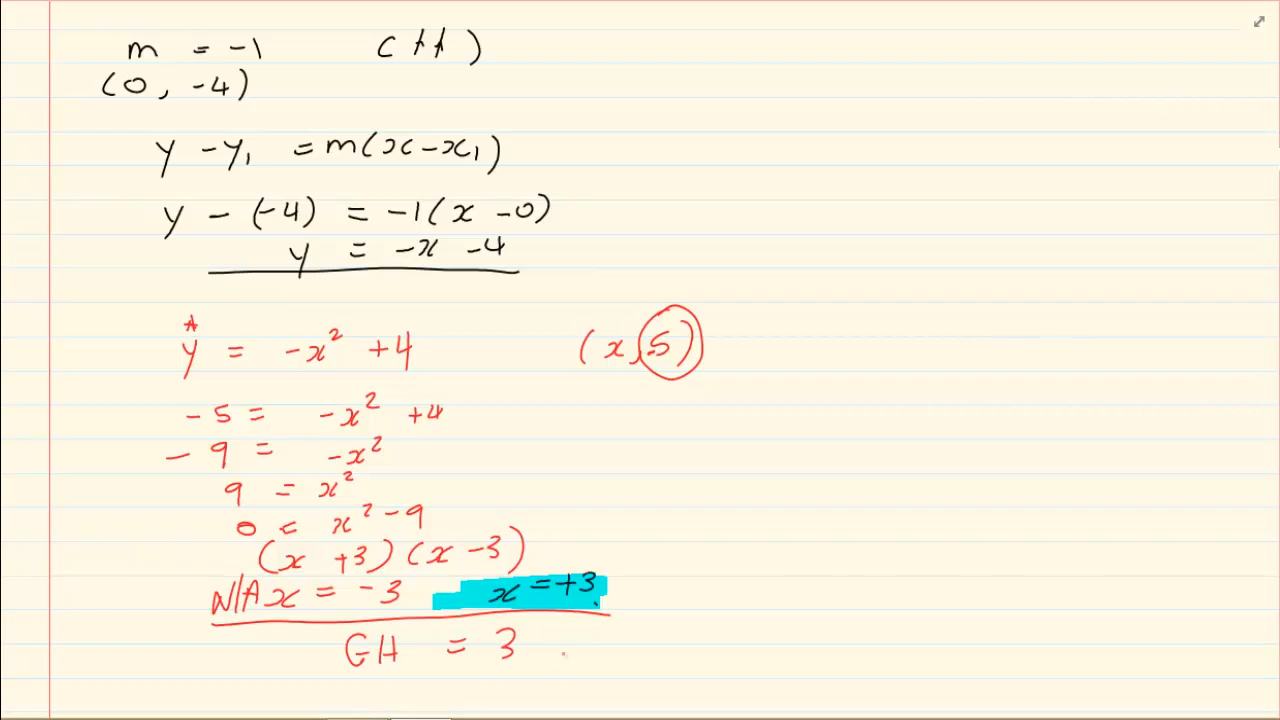 m = -1 ( // )
(0, -4)
y - y₁ = m(x - x₁)
y - (-4) = -1(x - 0)
y = -x - 4
y = -x² + 4 (x, 5)
-5 = -x² + 4
-9 = -x²
9 = x²
0 = x² - 9
(x + 3)(x - 3)
N/A x = -3 x = +3
GH = 3